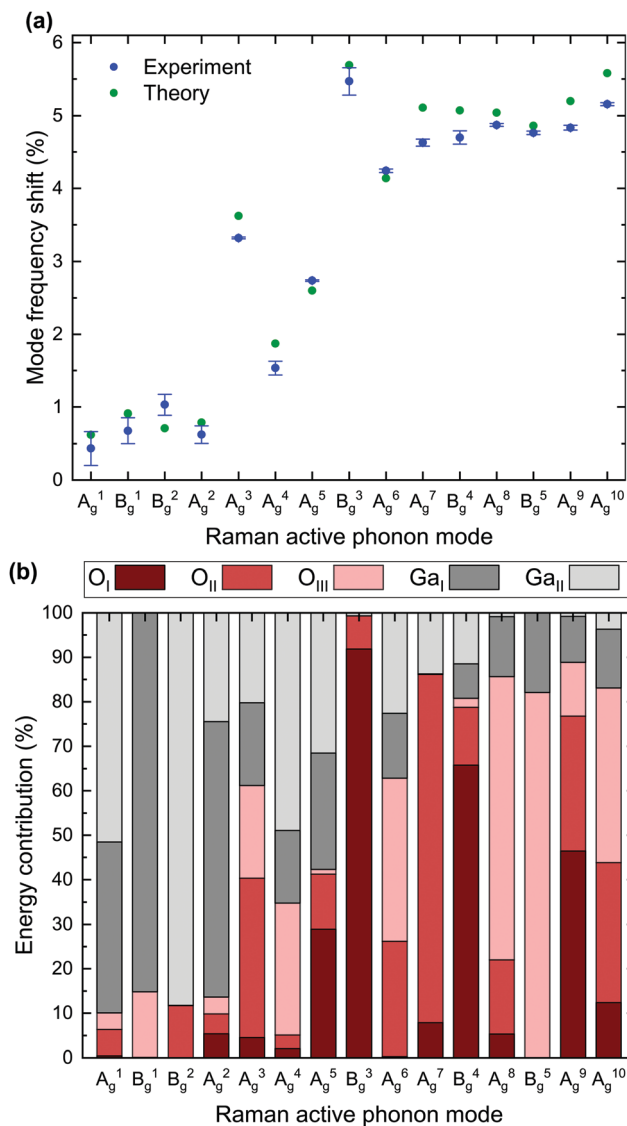 (a)
6
5
4
3
2
1
0
Mode frequency shift (%)
Experiment
Theory
A_g^1 B_g^1 B_g^2 A_g^2 A_g^3 A_g^4 A_g^5 B_g^3 A_g^6 A_g^7 B_g^4 A_g^8 B_g^5 A_g^9 A_g^10
Raman active phonon mode
(b)
O_I O_II O_III Ga_I Ga_II
100
90
80
70
60
50
40
30
20
10
0
Energy contribution (%)
A_g^1 B_g^1 B_g^2 A_g^2 A_g^3 A_g^4 A_g^5 B_g^3 A_g^6 A_g^7 B_g^4 A_g^8 B_g^5 A_g^9 A_g^10
Raman active phonon mode